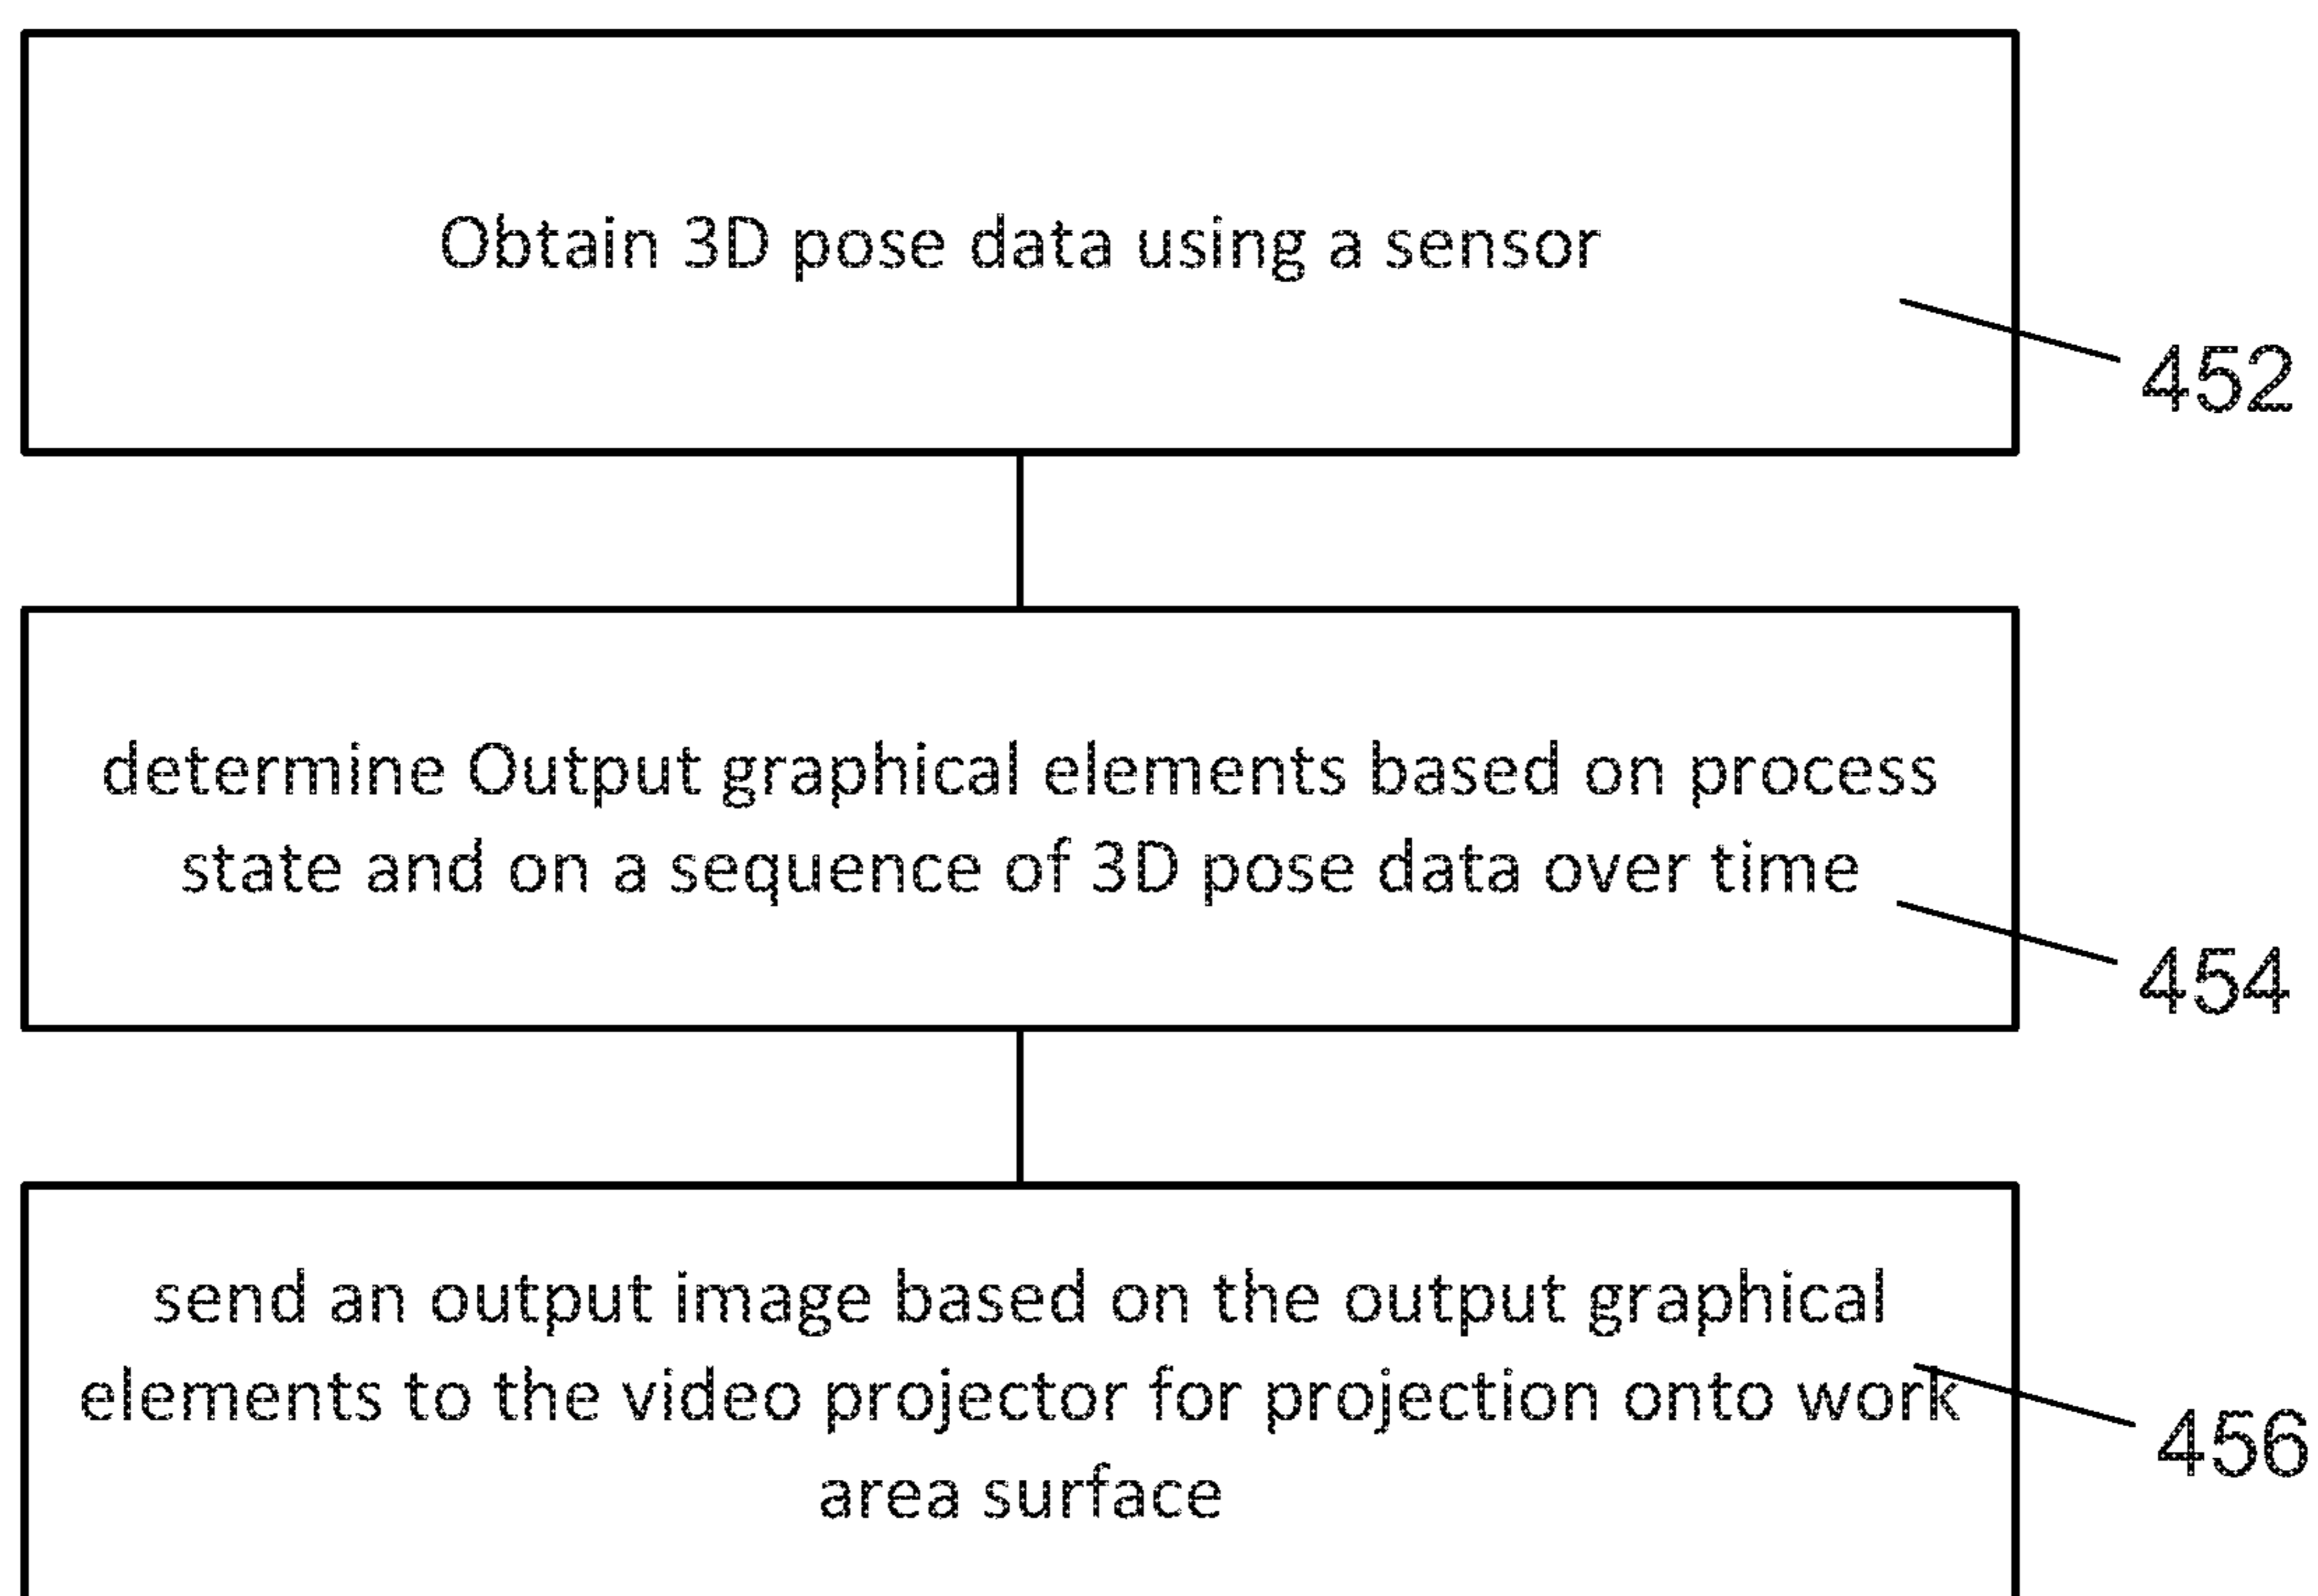 Obtain 3D pose data using a sensor
452
determine Output graphical elements based on process
state and on a sequence of 3D pose data over time
454
send an output image based on the output graphical
elements to the video projector for projection onto work
area surface
456